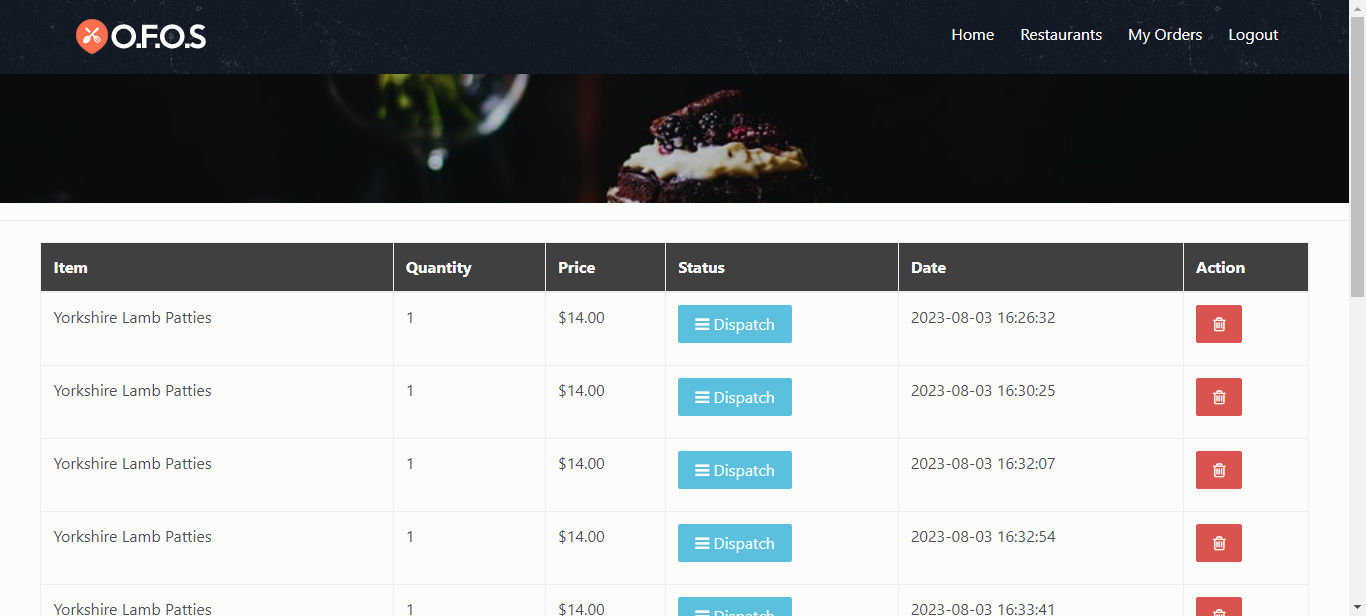 O.F.O.S Home Restaurants My Orders Logout
Item Quantity Price Status Date Action
Yorkshire Lamb Patties 1 $14.00 Dispatch 2023-08-03 16:26:32
Yorkshire Lamb Patties 1 $14.00 Dispatch 2023-08-03 16:30:25
Yorkshire Lamb Patties 1 $14.00 Dispatch 2023-08-03 16:32:07
Yorkshire Lamb Patties 1 $14.00 Dispatch 2023-08-03 16:32:54
Yorkshire Lamb Patties 1 $14.00 Dispatch 2023-08-03 16:33:41